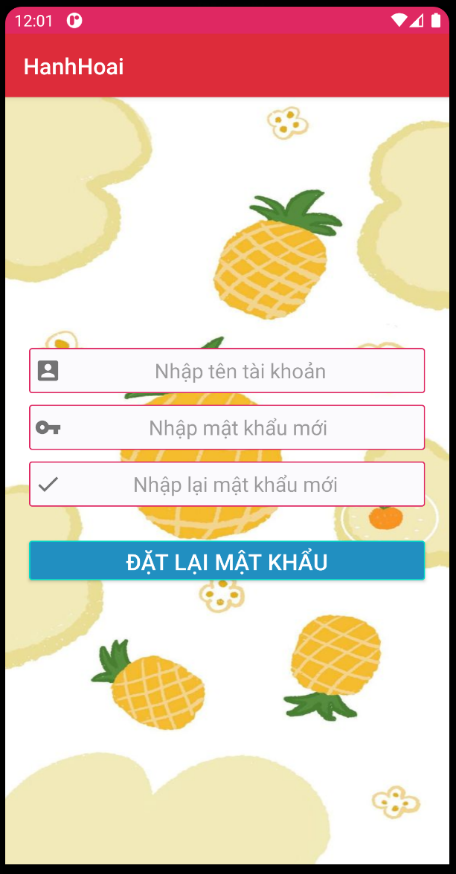 12:01
HanhHoai
Nhập tên tài khoản
Nhập mật khẩu mới
Nhập lại mật khẩu mới
ĐẶT LẠI MẬT KHẨU